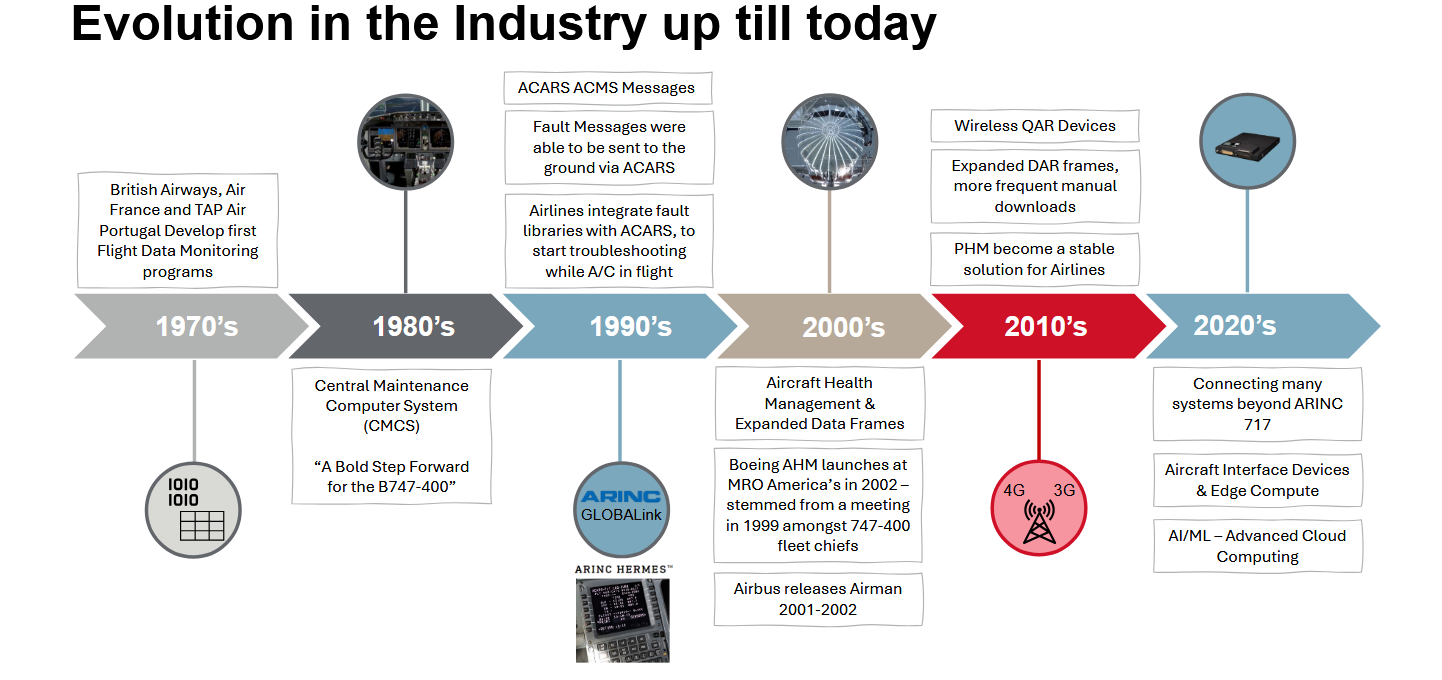 Evolution in the Industry up till today
British Airways, Air
France and TAP Air
Portugal Develop first
Flight Data Monitoring
programs
ACARS ACMS Messages
Fault Messages were
able to be sent to the
ground via ACARS
Airlines integrate fault
libraries with ACARS, to
start troubleshooting
while A/C in flight
Wireless QAR Devices
Expanded DAR frames,
more frequent manual
downloads
PHM become a stable
solution for Airlines
1970’s
1980’s
1990’s
2000’s
2010’s
2020’s
IOIO
IOIO
Central Maintenance
Computer System
(CMCS)
“A Bold Step Forward
for the B747-400”
ARINC
GLOBALink
ARINC HERMES™
Aircraft Health
Management &
Expanded Data Frames
Boeing AHM launches at
MRO America’s in 2002 –
stemmed from a meeting
in 1999 amongst 747-400
fleet chiefs
Airbus releases Airman
2001-2002
4G 3G
Connecting many
systems beyond ARINC
717
Aircraft Interface Devices
& Edge Compute
AI/ML – Advanced Cloud
Computing